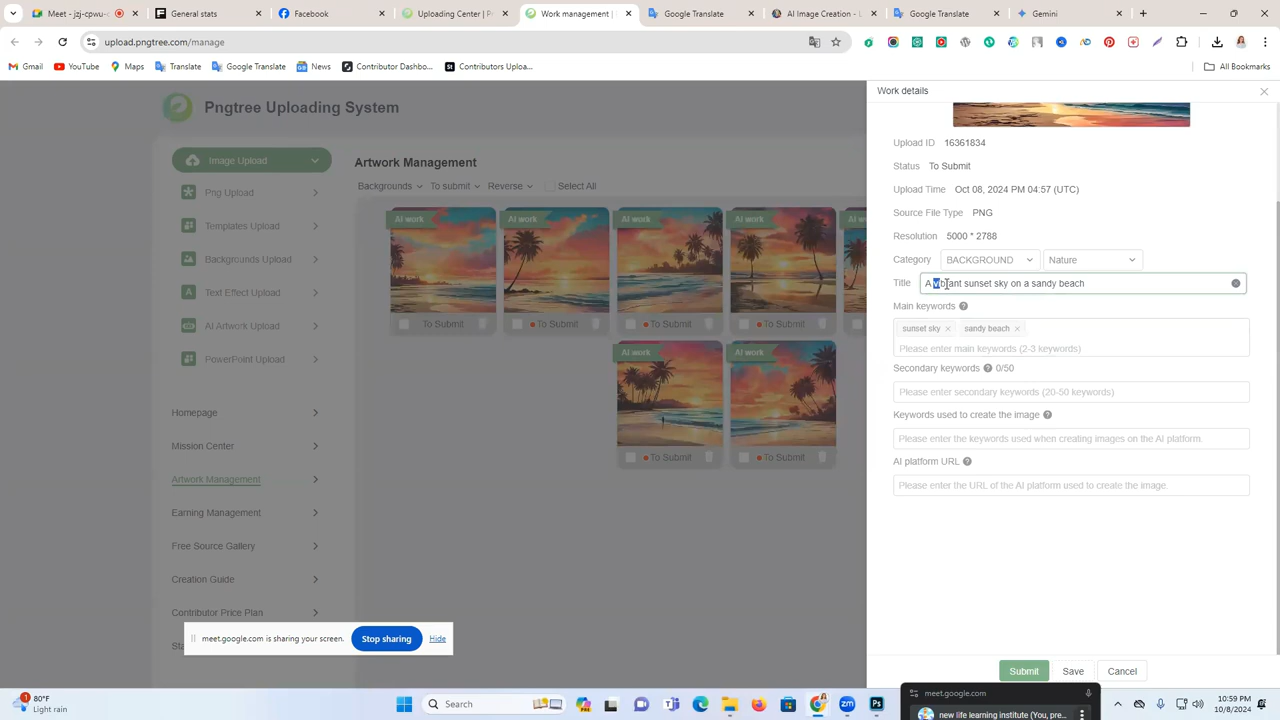 (1) Fiverr
Facebook
Work management
Google Translate
AI Image Creation
upload.pngtree.com/manage
Gmail
YouTube
Maps
Translate
Google Translate
News
Contributor Dashbo...
Contributors Uploa...
All Bookmarks
Pngtree Uploading System
Image Upload
Png Upload
Templates Upload
Backgrounds Upload
Text Effect Upload
AI Artwork Upload
PowerPoint Upload
Homepage
Mission Center
Artwork Management
Earning Management
Free Source Gallery
Creation Guide
Contributor Price Plan
Artwork Management
Backgrounds To submit Reverse Select All
AI work AI work AI work AI work AI work
To Submit To Submit To Submit To Submit
AI work AI work
To Submit To Submit
meet.google.com is sharing your screen. Stop sharing Hide
Work details
Upload ID 16361834
Status To Submit
Upload Time Oct 08, 2024 PM 04:57 (UTC)
Source File Type PNG
Resolution 5000 * 2788
Category BACKGROUND Nature
Title A vibrant sunset sky on a sandy beach
Main keywords
sunset sky sandy beach
Please enter main keywords (2-3 keywords)
Secondary keywords 0/50
Please enter secondary keywords (20-50 keywords)
Keywords used to create the image
Please enter the keywords used when creating images on the AI platform.
AI platform URL
Please enter the URL of the AI platform used to create the image.
Submit Save Cancel
meet.google.com
new life learning institute (You, pre...
1
80°F
Light rain
Search
zm
Ps
10:59 PM
10/8/2024